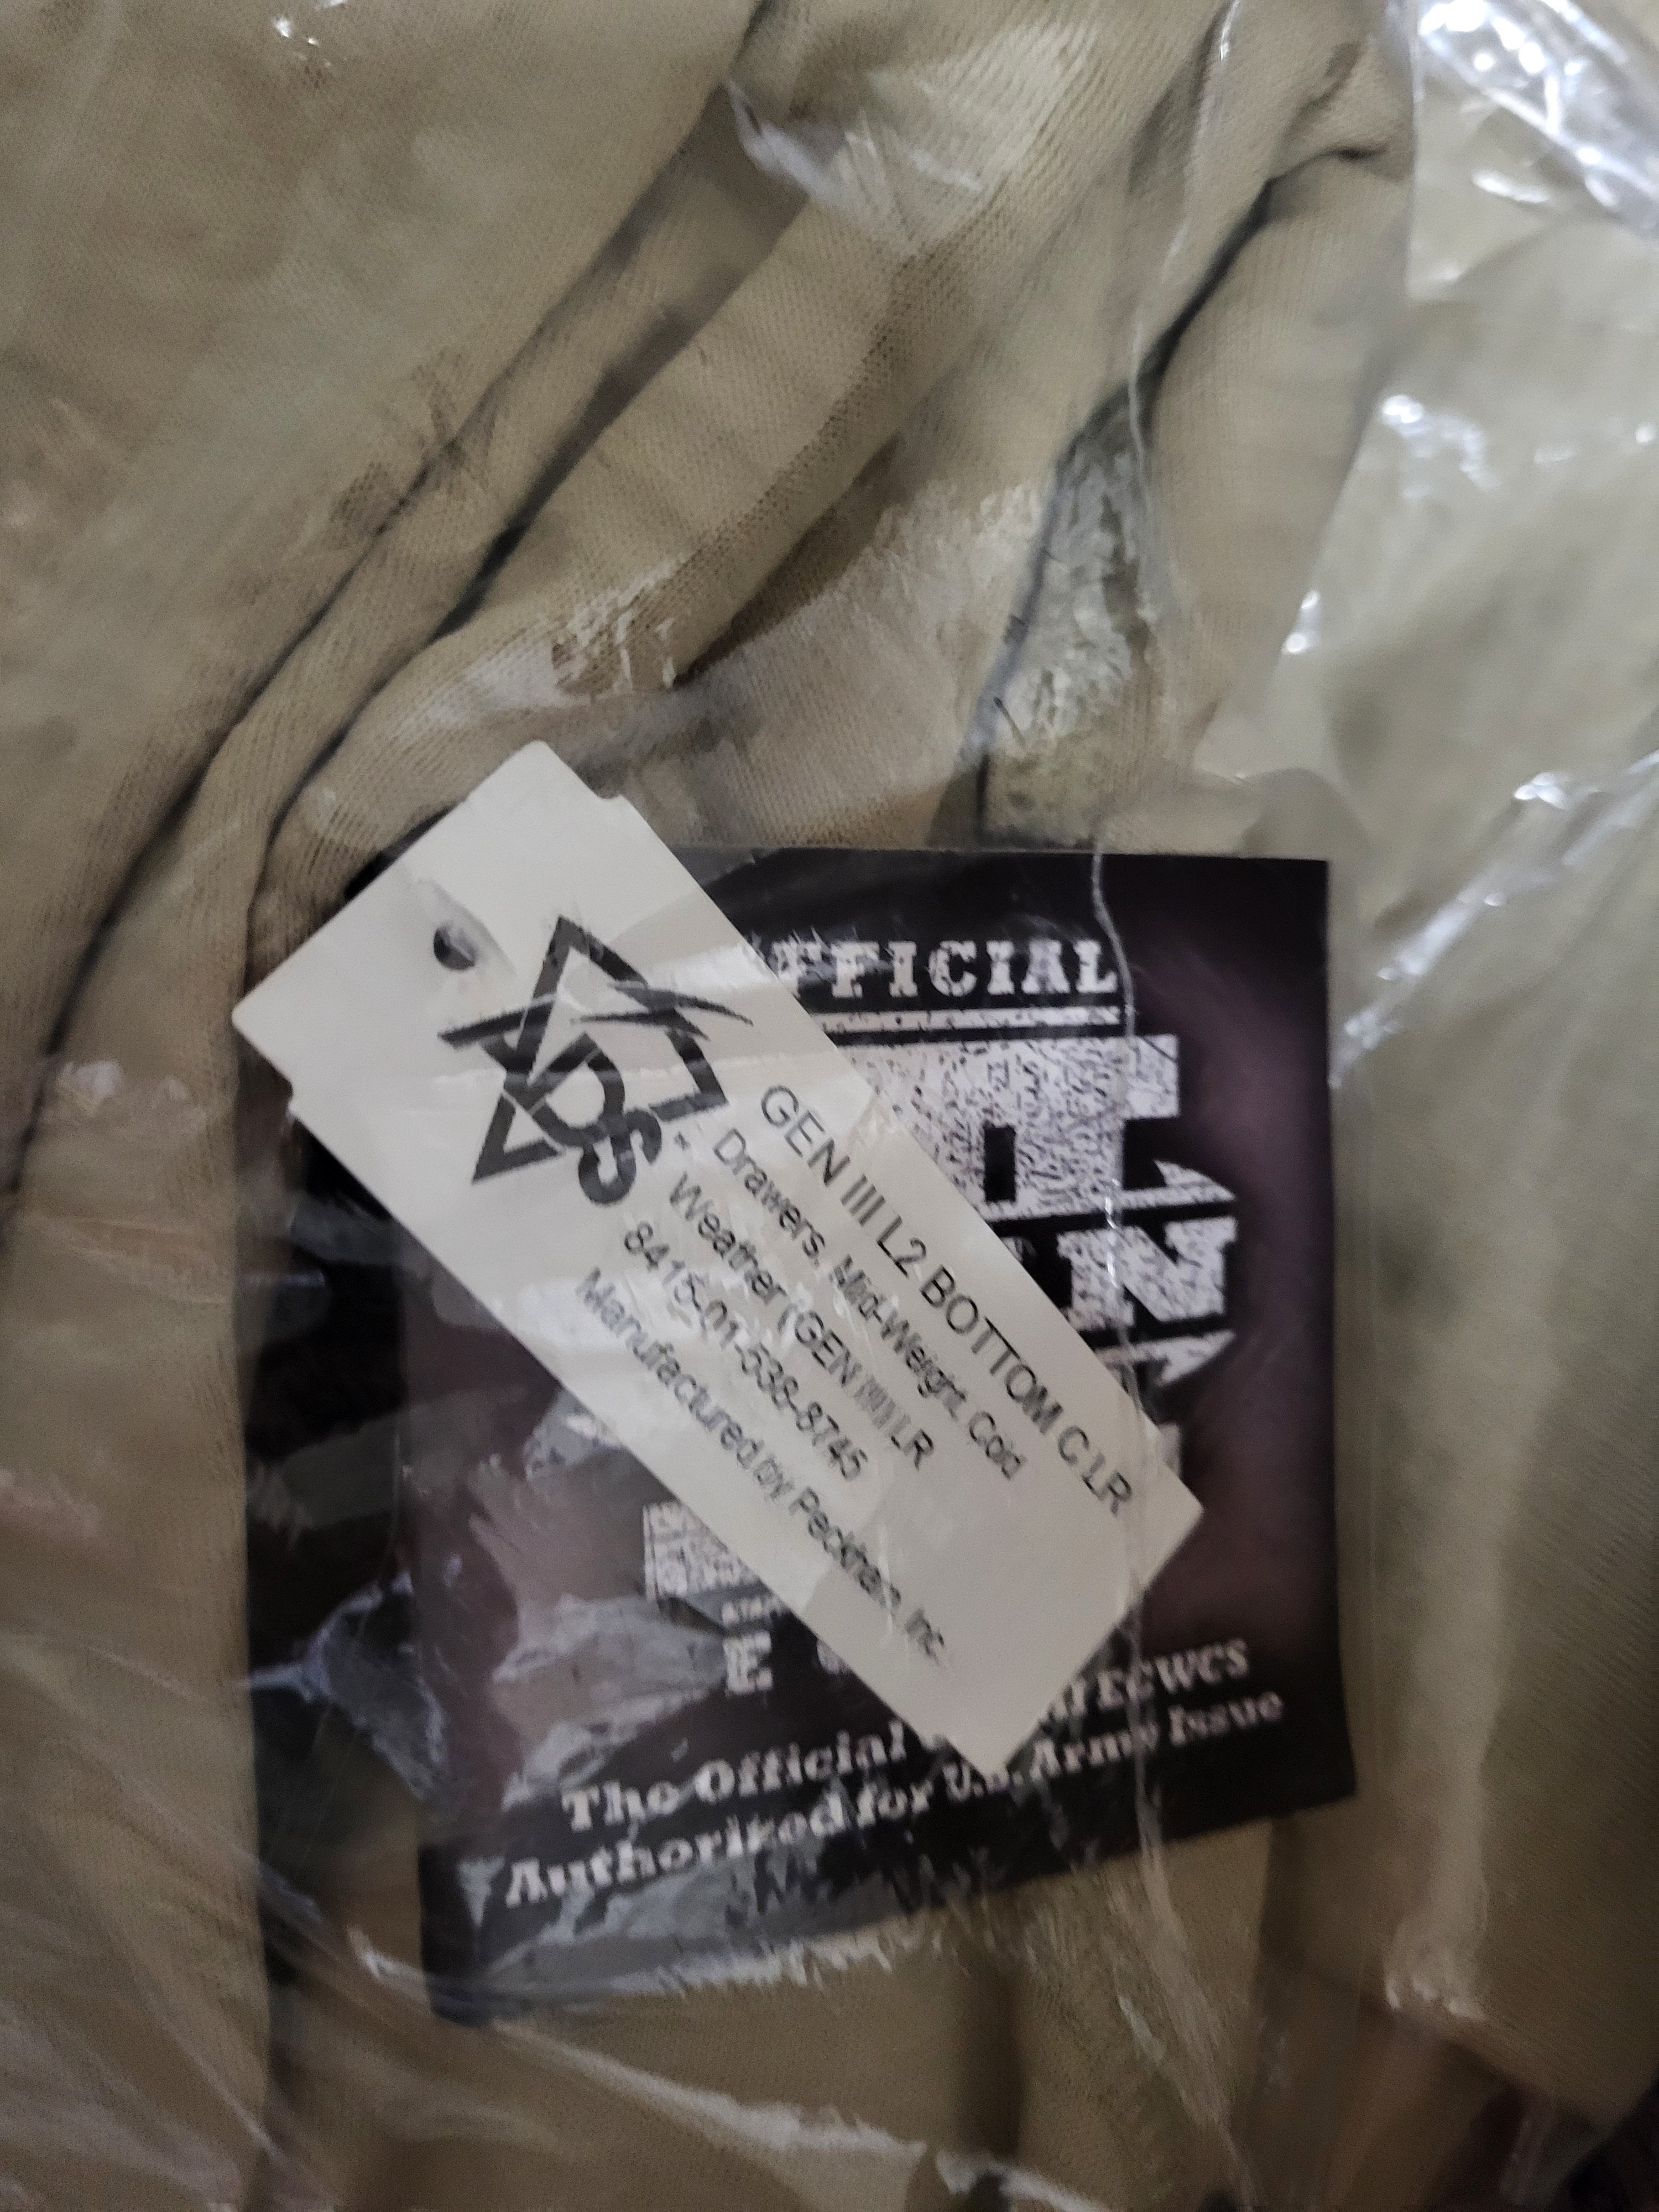 ADS
GEN III L2 BOTTOM C LR
Drawers, Mid-Weight, Cold
Weather (GEN III) LR
8415-01-538-8745
Manufactured by Peckham, Inc
FFICIAL
E
The Official ECWCS
Authorized for U.S. Army Issue